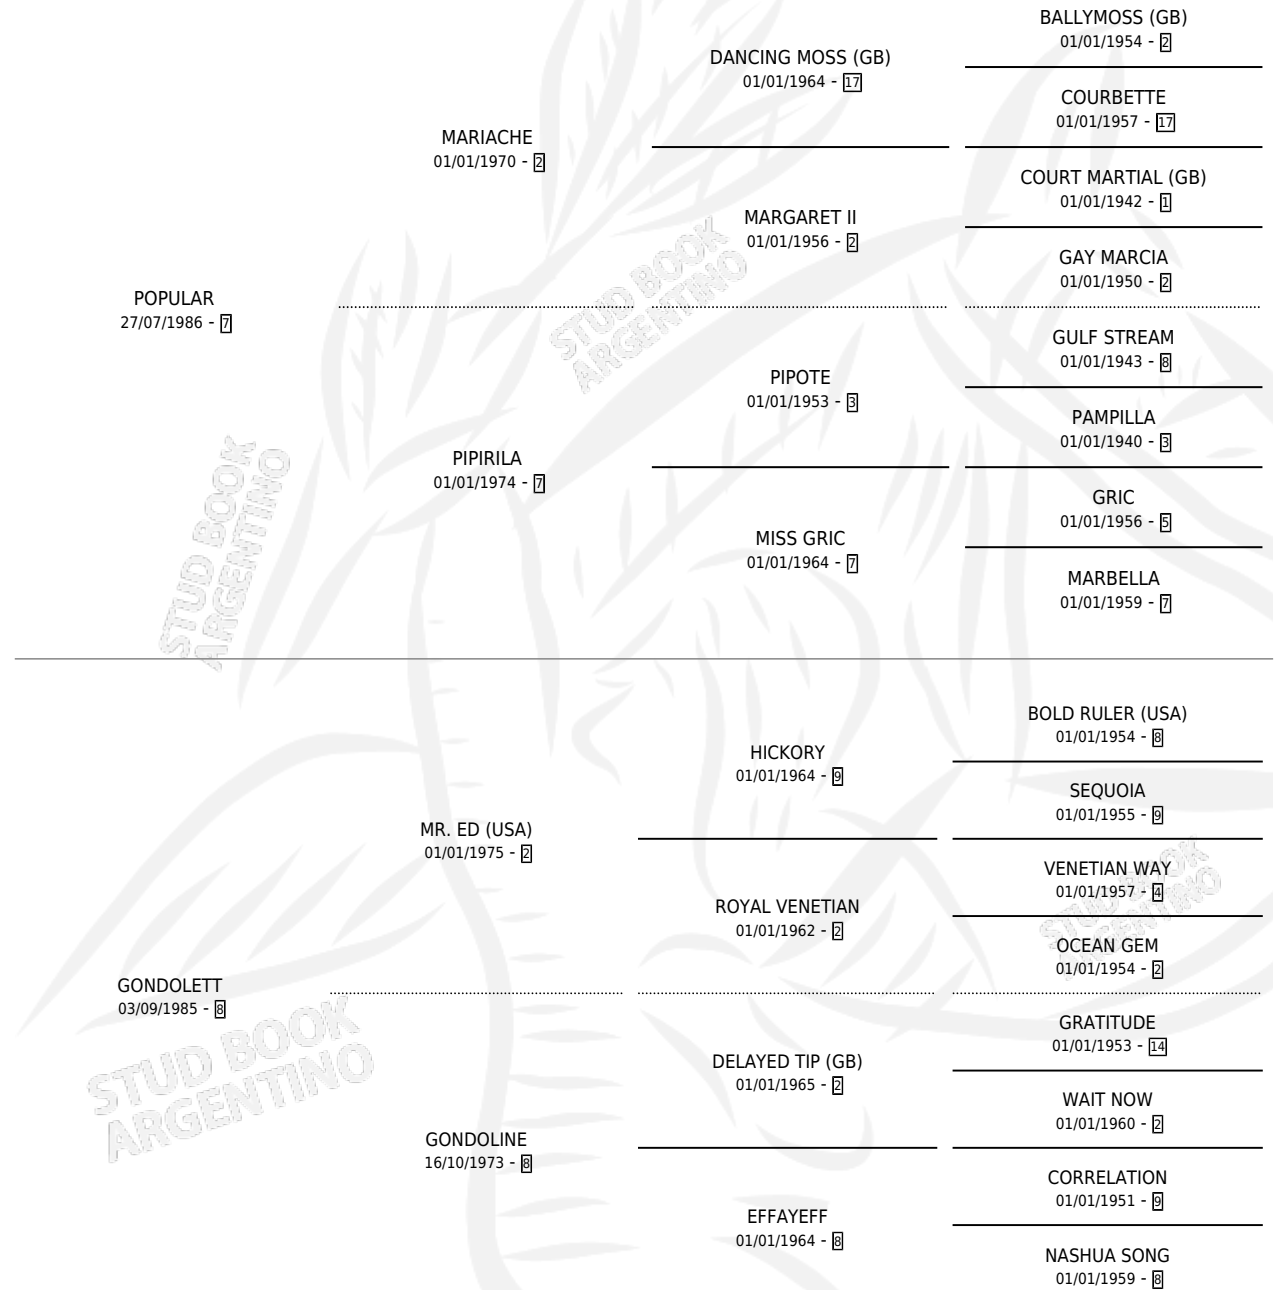 BALLYMOSS (GB)
01/01/1954 - 2
DANCING MOSS (GB)
01/01/1964 - 17
COURBETTE
01/01/1957 - 17
MARIACHE
01/01/1970 - 2
COURT MARTIAL (GB)
01/01/1942 - 1
MARGARET II
01/01/1956 - 2
GAY MARCIA
01/01/1950 - 2
POPULAR
27/07/1986 - 7
GULF STREAM
01/01/1943 - 8
PIPOTE
01/01/1953 - 3
PAMPILLA
01/01/1940 - 3
PIPIRILA
01/01/1974 - 7
GRIC
01/01/1956 - 5
MISS GRIC
01/01/1964 - 7
MARBELLA
01/01/1959 - 7
STUD BOOK
ARGENTINO
STUD BOOK
ARGENTINO
BOLD RULER (USA)
01/01/1954 - 8
HICKORY
01/01/1964 - 9
SEQUOIA
01/01/1955 - 9
MR. ED (USA)
01/01/1975 - 2
VENETIAN WAY
01/01/1957 - 4
ROYAL VENETIAN
01/01/1962 - 2
OCEAN GEM
01/01/1954 - 2
GONDOLETT
03/09/1985 - 8
GRATITUDE
01/01/1953 - 14
DELAYED TIP (GB)
01/01/1965 - 2
WAIT NOW
01/01/1960 - 2
GONDOLINE
16/10/1973 - 8
CORRELATION
01/01/1951 - 9
EFFAYEFF
01/01/1964 - 8
NASHUA SONG
01/01/1959 - 8
STUD BOOK
ARGENTINO
STUD BOOK
ARGENTINO